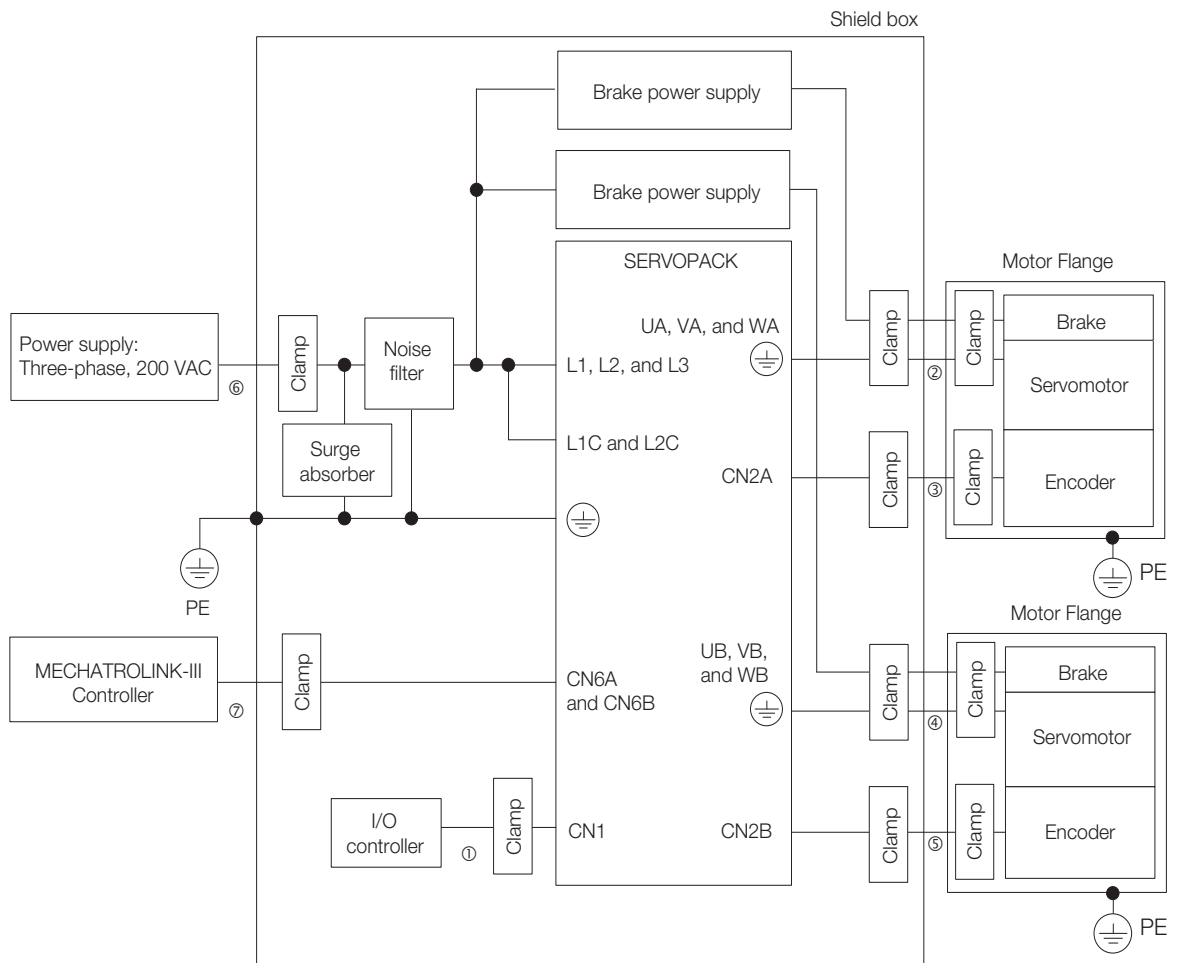 Shield box
Brake power supply
Brake power supply
SERVOPACK
Motor Flange
Power supply:
Three-phase, 200 VAC
⑥
Clamp
Noise
filter
Surge
absorber
L1, L2, and L3
L1C and L2C
UA, VA, and WA
CN2A
Clamp
②
Clamp
Brake
Servomotor
Clamp
③
Clamp
Encoder
PE
PE
Motor Flange
MECHATROLINK-III
Controller
⑦
Clamp
CN6A
and CN6B
UB, VB,
and WB
Clamp
④
Clamp
Brake
Servomotor
I/O
controller
①
Clamp
CN1
CN2B
Clamp
⑤
Clamp
Encoder
PE